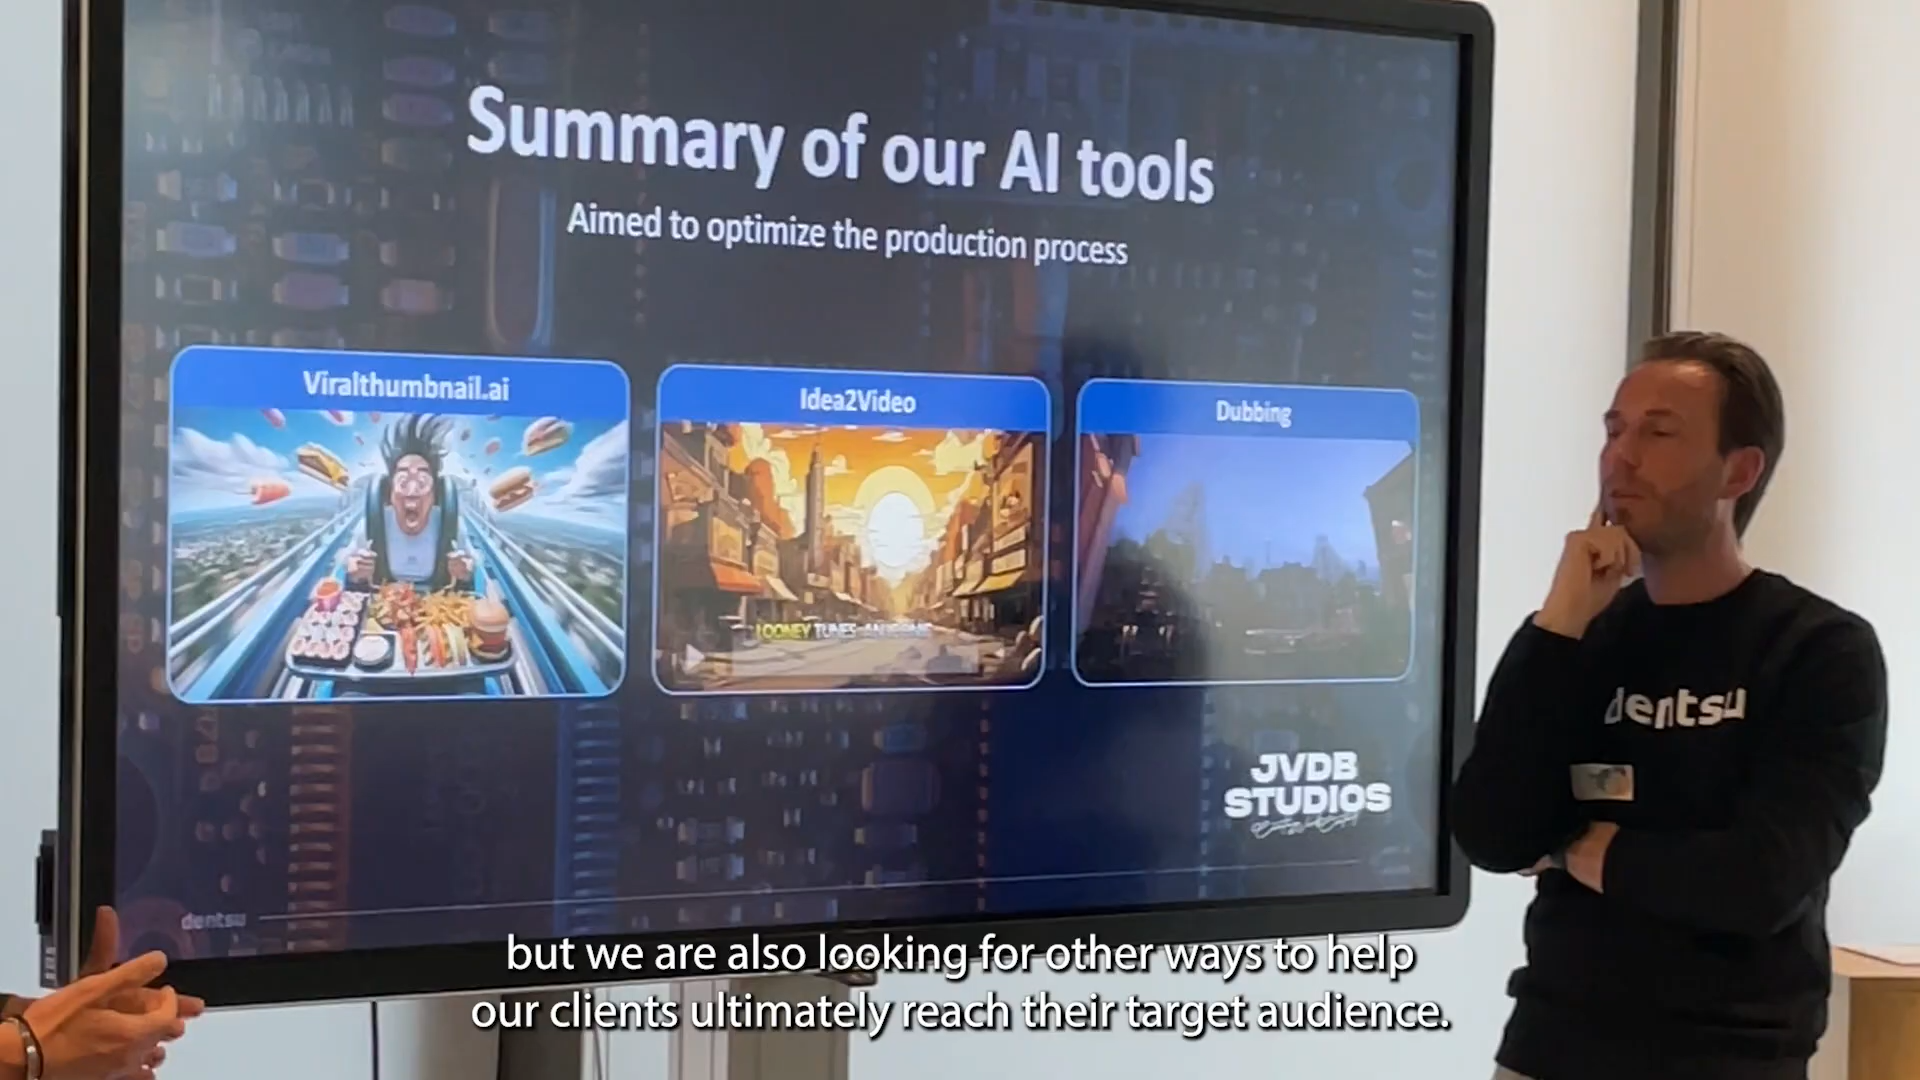 Summary of our AI tools
Aimed to optimize the production process
Viralthumbnail.ai
Idea2Video
Dubbing
LOONEY TUNES
JVDB
STUDIOS
dentsu
dentsu
but we are also looking for other ways to help
our clients ultimately reach their target audience.